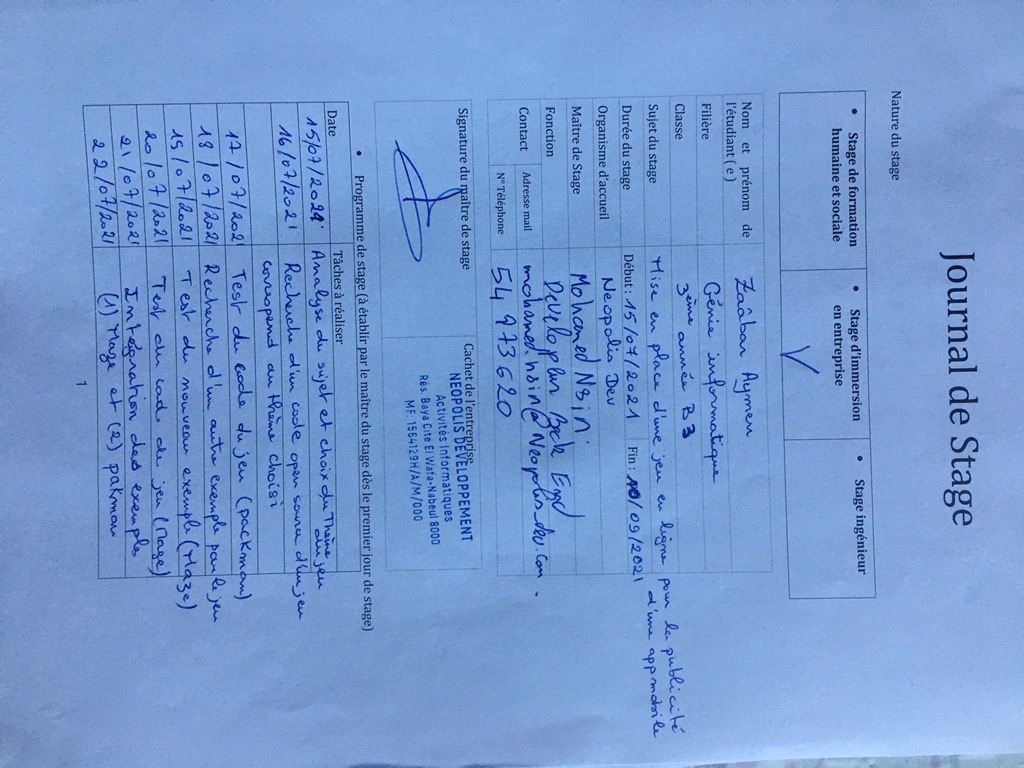 Journal de Stage
Nature du stage
• Stage de formation humaine et sociale
• Stage d'immersion en entreprise
• Stage ingénieur
V
Nom et prénom de l'étudiant(e) Zaâbar Aymen
Filière Génie informatique
Classe 3ème année B3
Sujet du stage Mise en place d'une jeu en ligne pour la publicité
d'une app mobile
Durée du stage Début: 15/07/2021 Fin: 10/09/2021
Organisme d'accueil Neopolis Dev
Maître de Stage Mohamed Nsiri
Fonction Back End
Contact Adresse mail
N° Téléphone 54 973 620
Signature du maître de stage
Cachet de l'entreprise
NEOPOLIS DEVELOPPEMENT
Activités Informatiques
Rés. Baya Cité El Wafa-Nabeul 8000
MF. 1564129H/A/M/000
• Programme de stage (à établir par le maître du stage dès le premier jour de stage)
Date Tâches à réaliser
15/07/2021 Analyse du sujet et choix du Thème
du jeu
16/07/2021 Recherche d'un code open source d'un jeu
correspend au thème choisi
17/07/2021 Test du code du jeu (packman)
18/07/2021 Recherche d'un autre exemple par le jeu
19/07/2021 Test du nouveau exemple (Maze)
20/07/2021 Test du code de jeu (Maze)
21/07/2021 Intégration des exemples
22/07/2021 (1) Maze et (2) pakman
1